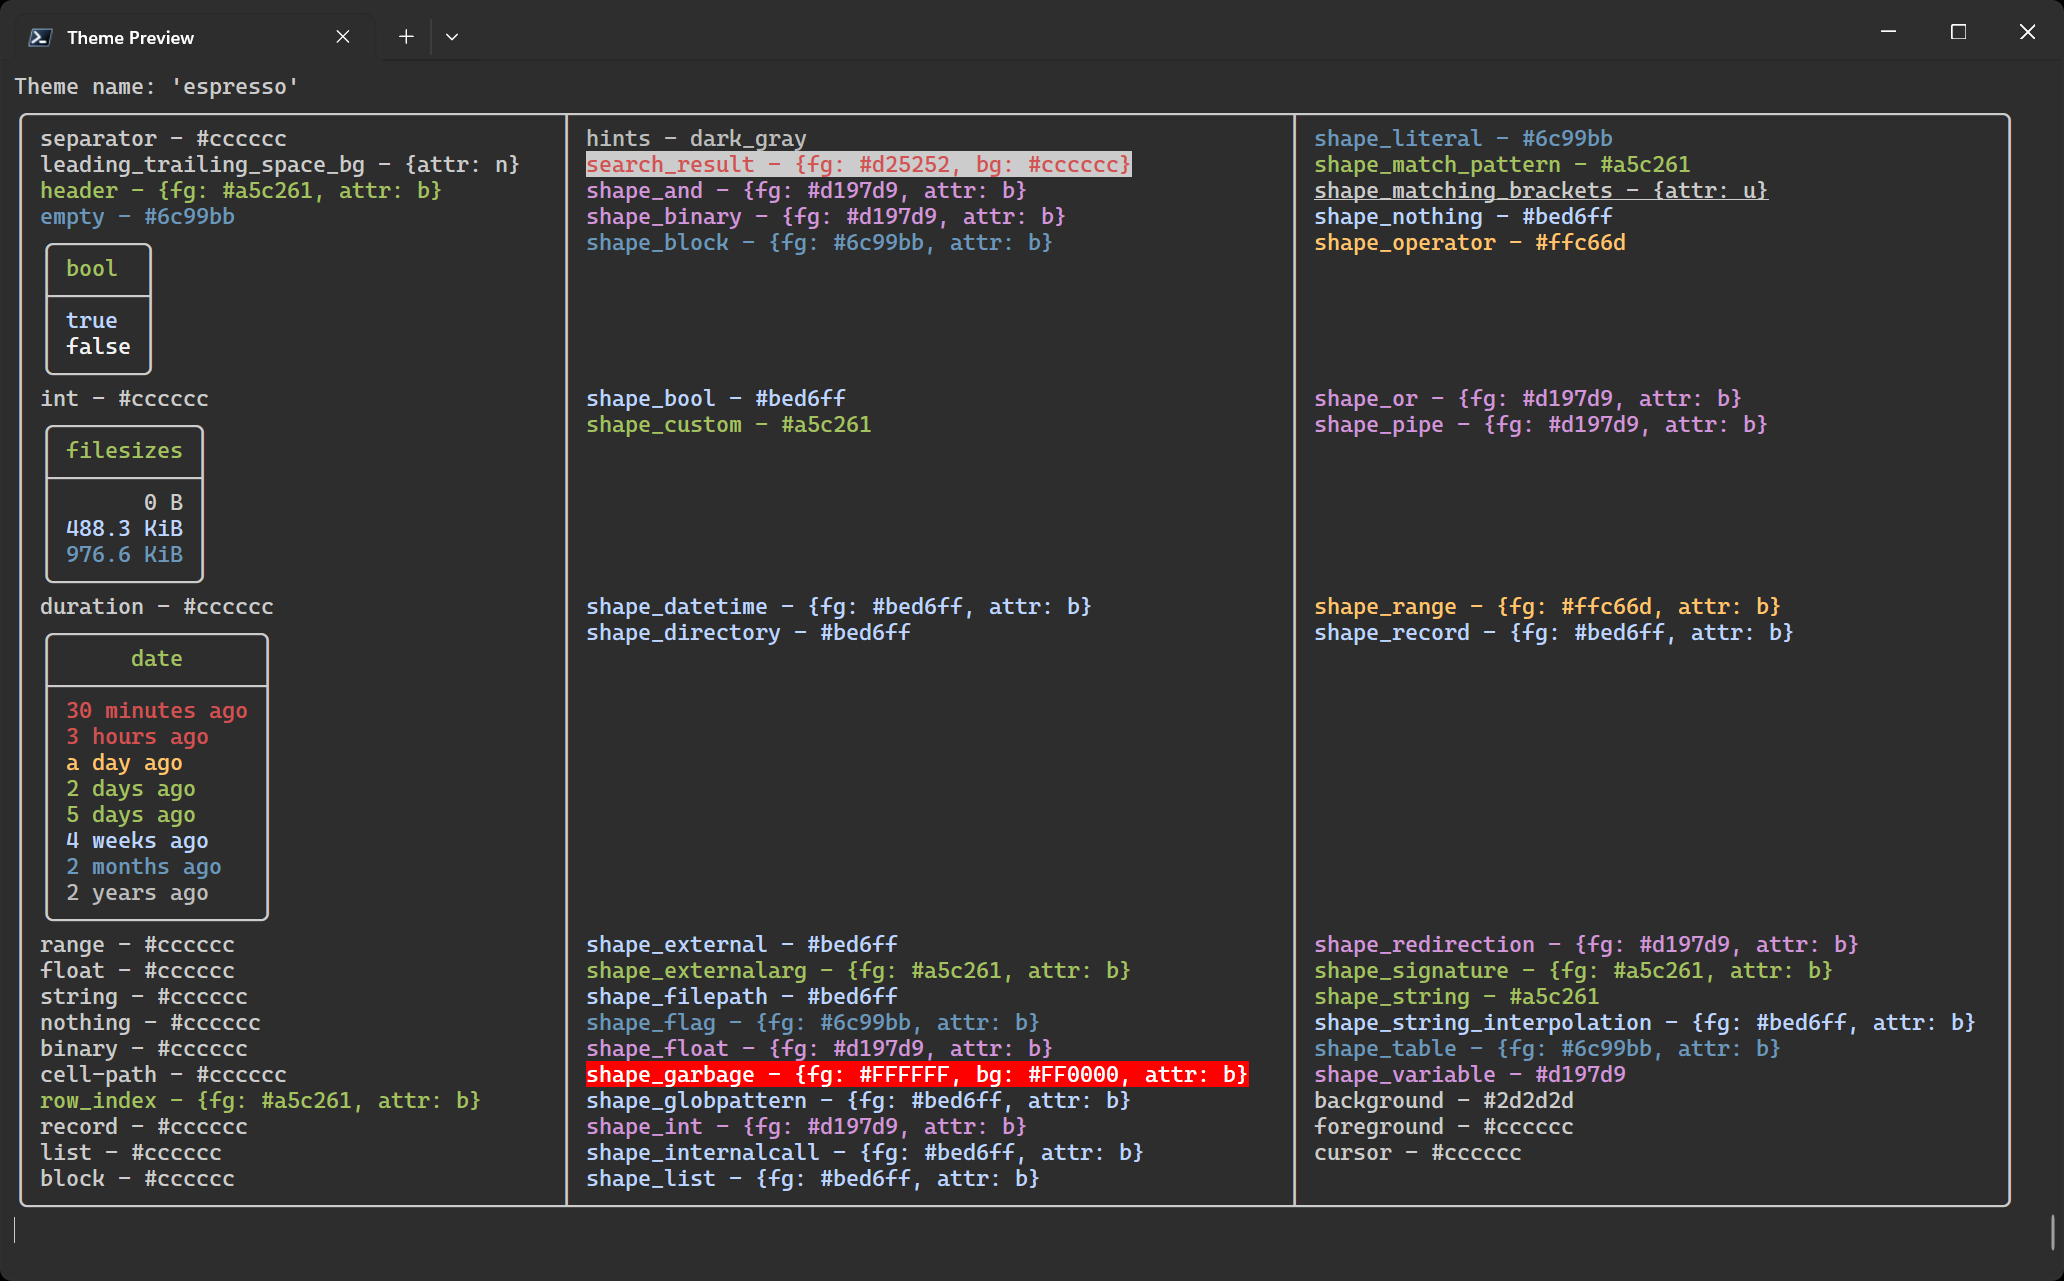 Theme Preview
Theme name: 'espresso'
separator - #cccccc
leading_trailing_space_bg - {attr: n}
header - {fg: #a5c261, attr: b}
empty - #6c99bb
bool
true
false
int - #cccccc
filesizes
0 B
488.3 KiB
976.6 KiB
duration - #cccccc
date
30 minutes ago
3 hours ago
a day ago
2 days ago
5 days ago
4 weeks ago
2 months ago
2 years ago
range - #cccccc
float - #cccccc
string - #cccccc
nothing - #cccccc
binary - #cccccc
cell-path - #cccccc
row_index - {fg: #a5c261, attr: b}
record - #cccccc
list - #cccccc
block - #cccccc
hints - dark_gray
search_result - {fg: #d25252, bg: #cccccc}
shape_and - {fg: #d197d9, attr: b}
shape_binary - {fg: #d197d9, attr: b}
shape_block - {fg: #6c99bb, attr: b}
shape_bool - #bed6ff
shape_custom - #a5c261
shape_datetime - {fg: #bed6ff, attr: b}
shape_directory - #bed6ff
shape_external - #bed6ff
shape_externalarg - {fg: #a5c261, attr: b}
shape_filepath - #bed6ff
shape_flag - {fg: #6c99bb, attr: b}
shape_float - {fg: #d197d9, attr: b}
shape_garbage - {fg: #FFFFFF, bg: #FF0000, attr: b}
shape_globpattern - {fg: #bed6ff, attr: b}
shape_int - {fg: #d197d9, attr: b}
shape_internalcall - {fg: #bed6ff, attr: b}
shape_list - {fg: #bed6ff, attr: b}
shape_literal - #6c99bb
shape_match_pattern - #a5c261
shape_matching_brackets - {attr: u}
shape_nothing - #bed6ff
shape_operator - #ffc66d
shape_or - {fg: #d197d9, attr: b}
shape_pipe - {fg: #d197d9, attr: b}
shape_range - {fg: #ffc66d, attr: b}
shape_record - {fg: #bed6ff, attr: b}
shape_redirection - {fg: #d197d9, attr: b}
shape_signature - {fg: #a5c261, attr: b}
shape_string - #a5c261
shape_string_interpolation - {fg: #bed6ff, attr: b}
shape_table - {fg: #6c99bb, attr: b}
shape_variable - #d197d9
background - #2d2d2d
foreground - #cccccc
cursor - #cccccc